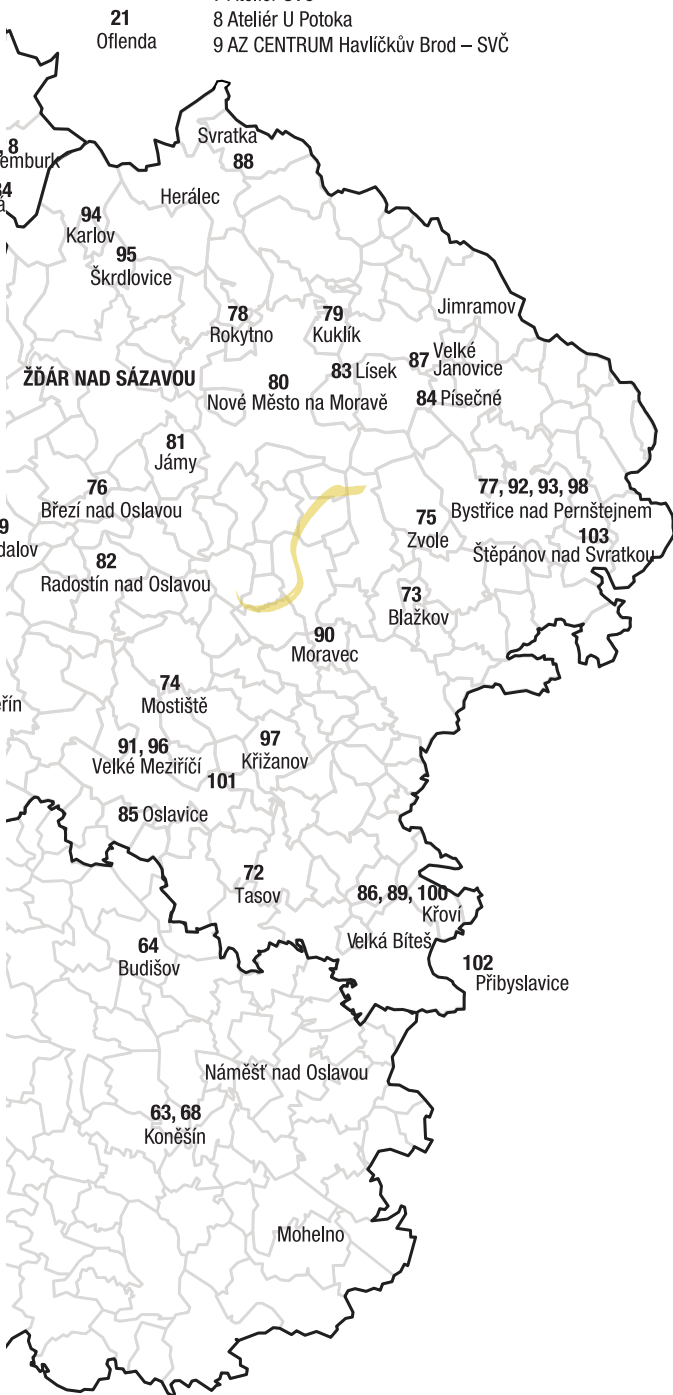 21
Oflenda
8 Ateliér U Potoka
9 AZ CENTRUM Havlíčkův Brod – SVČ
Svratka
88
, 8
emburk
Herálec
94
Karlov
95
Škrdlovice
78
Rokytno
79
Kuklík
Jimramov
87 Velké
Janovice
83 Lísek
ŽĎÁR NAD SÁZAVOU
80
Nové Město na Moravě
84 Písečné
81
Jámy
76
Březí nad Oslavou
77, 92, 93, 98
Bystřice nad Pernštejnem
75
Zvole
103
Štěpánov nad Svratkou
9
dalov
82
Radostín nad Oslavou
73
Blažkov
90
Moravec
74
Mostiště
eřín
91, 96
Velké Meziříčí
97
Křižanov
101
85 Oslavice
72
Tasov
86, 89, 100
Křoví
Velká Bíteš
64
Budišov
102
Přibyslavice
Náměšť nad Oslavou
63, 68
Koněšín
Mohelno